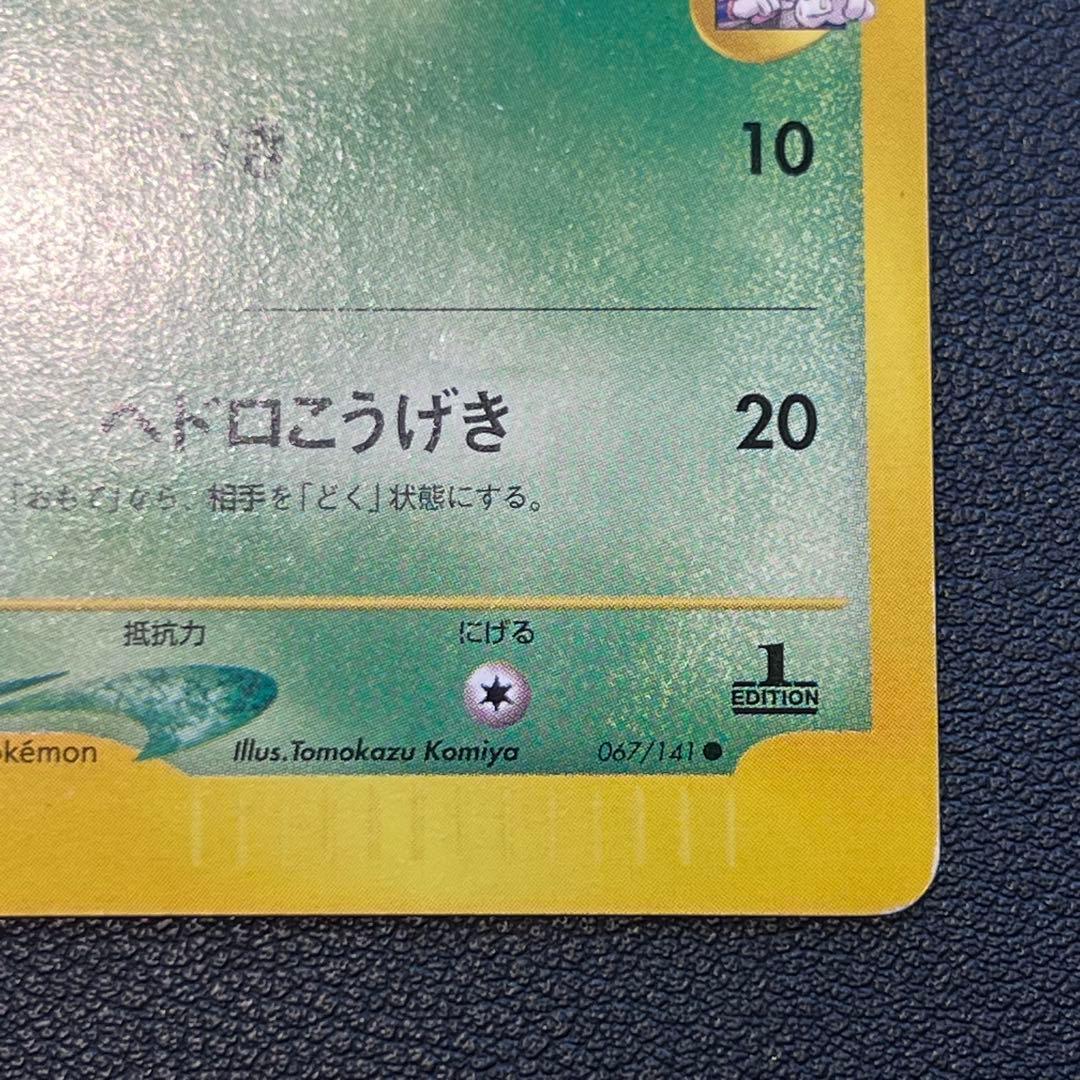 10
ヘドロこうげき 20
「おもて」なら、相手を「どく」状態にする。
抵抗力 にげる
1
EDITION
okémon Illus.Tomokazu Komiya 067/141●